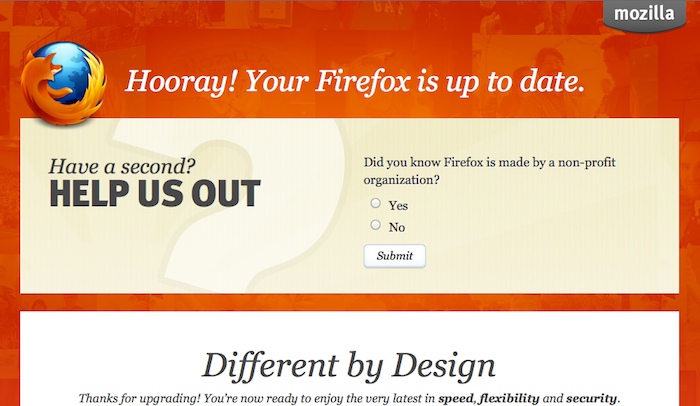 mozilla
Hooray! Your Firefox is up to date.
Have a second?
HELP US OUT
Did you know Firefox is made by a non-profit
organization?
Yes
No
Submit
Different by Design
Thanks for upgrading! You're now ready to enjoy the very latest in speed, flexibility and security.